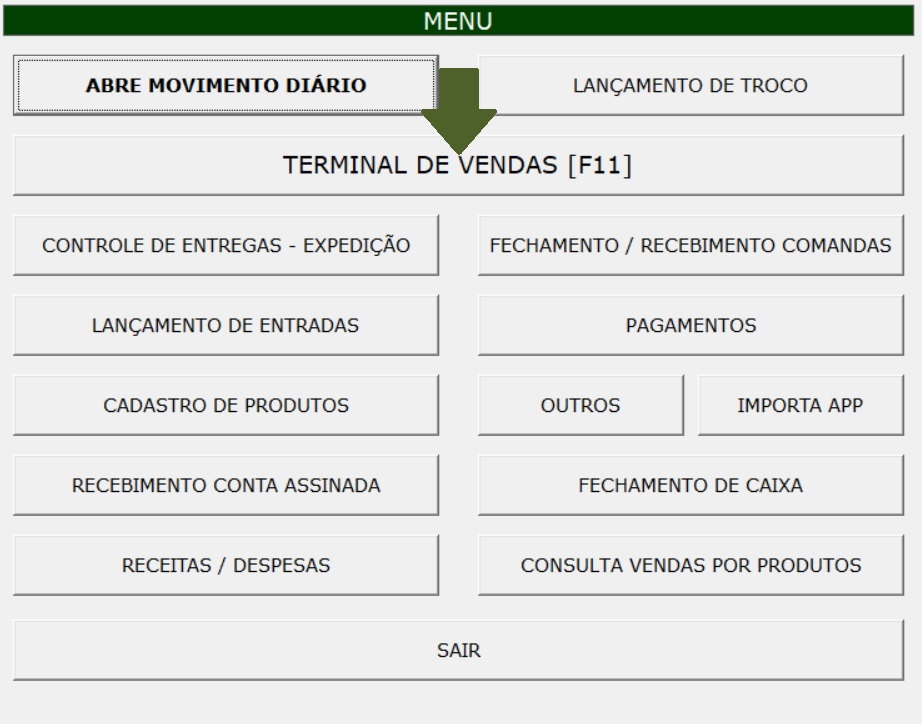 MENU
ABRE MOVIMENTO DIÁRIO
LANÇAMENTO DE TROCO
TERMINAL DE VENDAS [F11]
CONTROLE DE ENTREGAS - EXPEDIÇÃO
FECHAMENTO / RECEBIMENTO COMANDAS
LANÇAMENTO DE ENTRADAS
PAGAMENTOS
CADASTRO DE PRODUTOS
OUTROS
IMPORTA APP
RECEBIMENTO CONTA ASSINADA
FECHAMENTO DE CAIXA
RECEITAS / DESPESAS
CONSULTA VENDAS POR PRODUTOS
SAIR